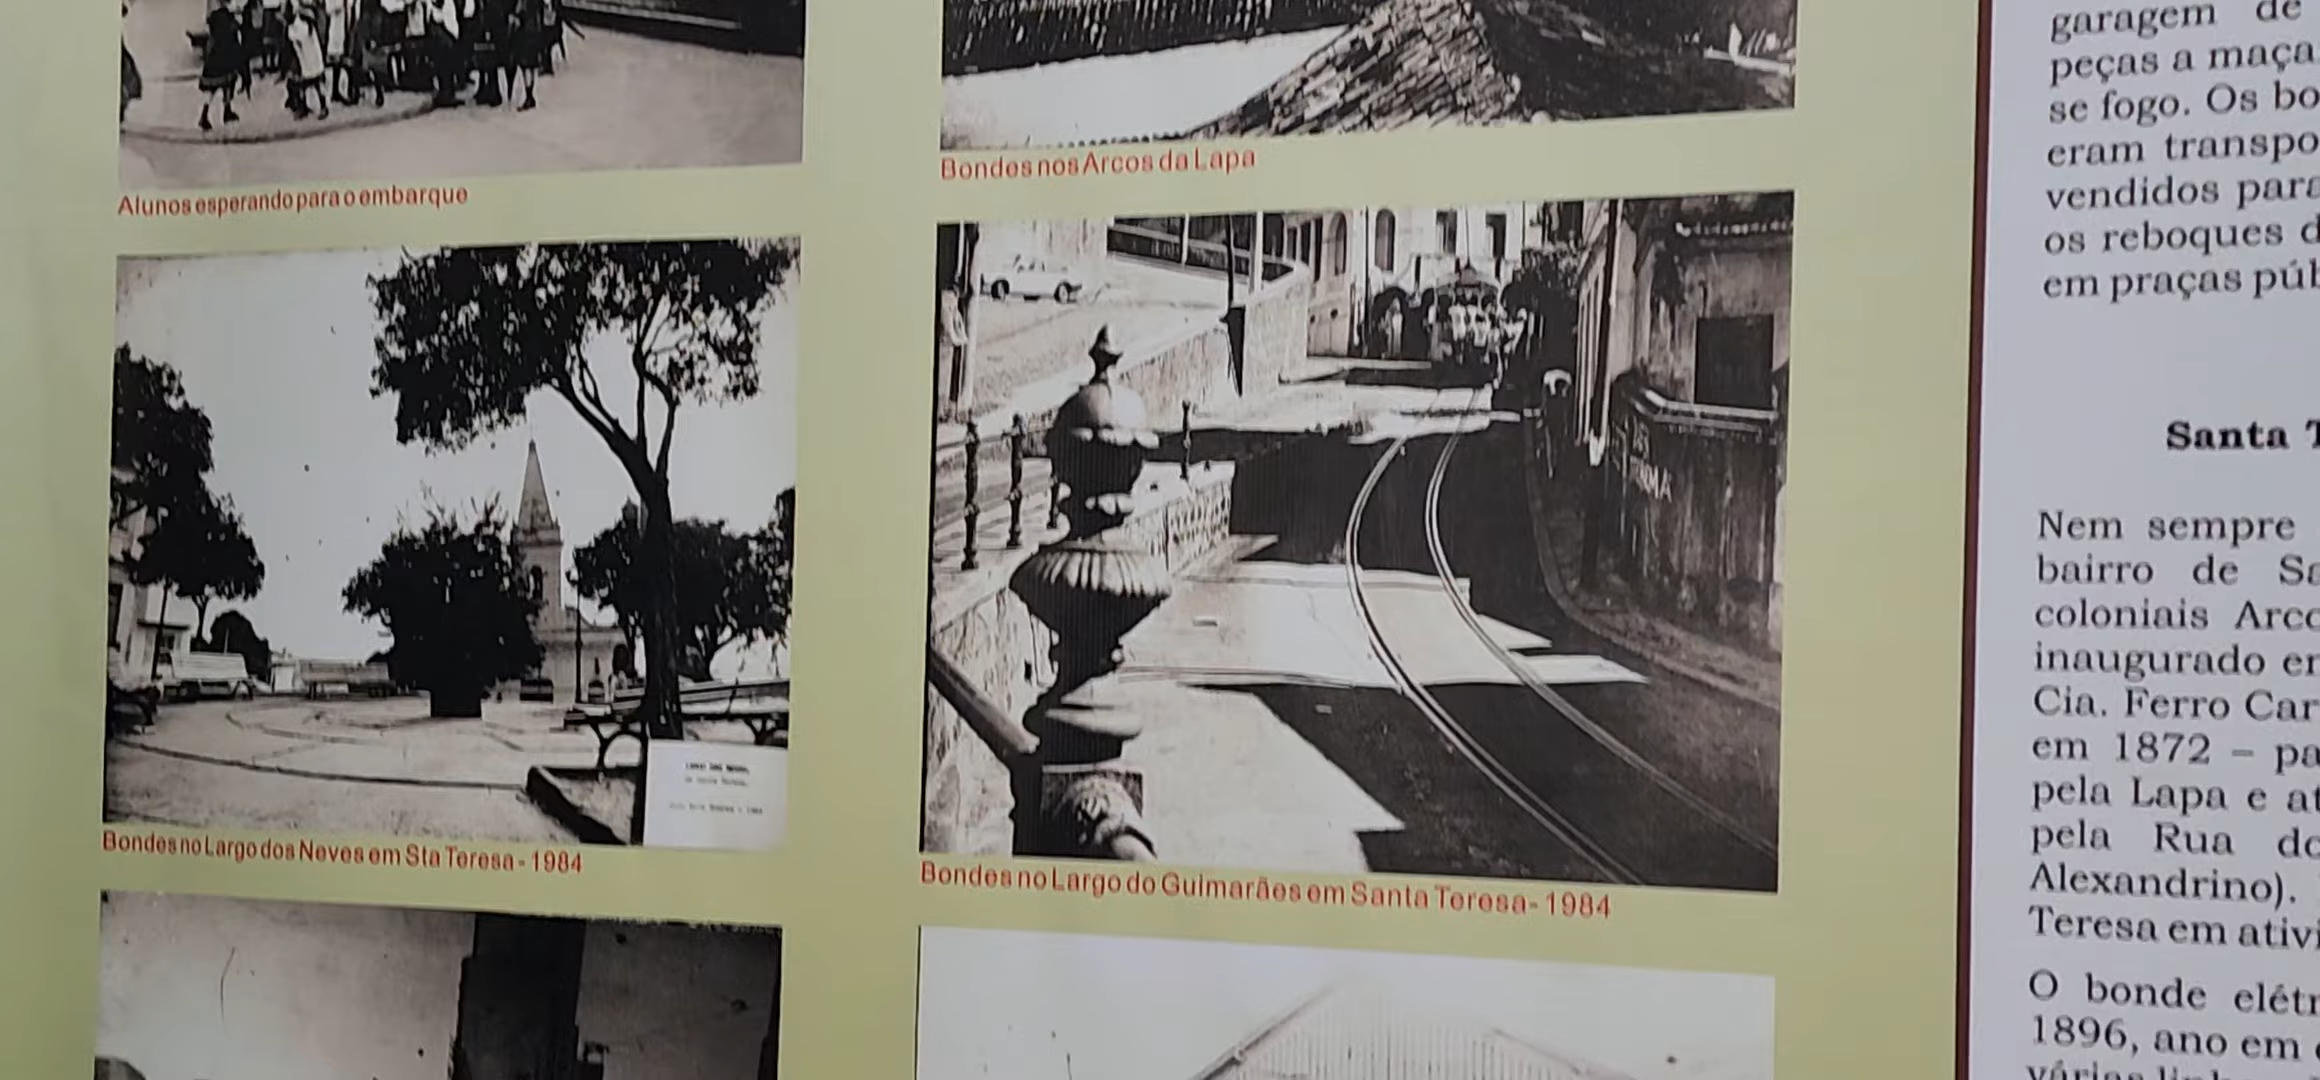 Alunos esperando para o embarque
Bondes nos Arcos da Lapa
Bondes no Largo dos Neves em Sta Teresa - 1984
Bondes no Largo do Guimarães em Santa Teresa - 1984
garagem de
peças a maça
se fogo. Os bo
eram transpo
vendidos para
os reboques d
em praças púb
Santa T
Nem sempre
bairro de Sa
coloniais Arco
inaugurado em
Cia. Ferro Car
em 1872 – pa
pela Lapa e at
pela Rua do
Alexandrino).
Teresa em ativi
O bonde elétr
1896, ano em